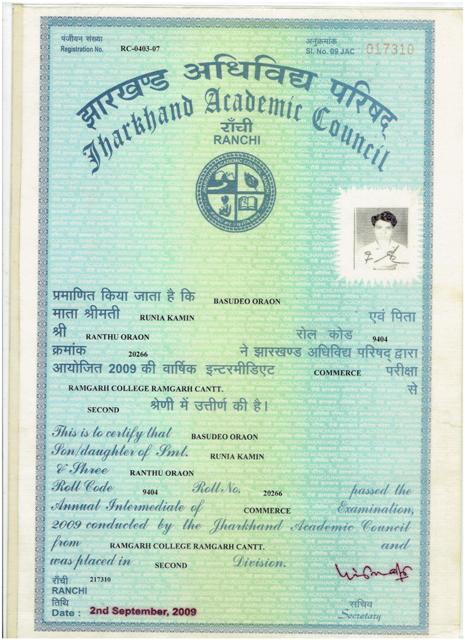 पंजीयन संख्या
Registration No. RC-0403-07
अनुक्रमांक
Sl. No. 09 JAC 017310
झारखण्ड अधिविद्य परिषद्
Jharkhand Academic Council
राँची
RANCHI
प्रमाणित किया जाता है कि BASUDEO ORAON
माता श्रीमती RUNIA KAMIN एवं पिता
श्री RANTHU ORAON रोल कोड 9404
क्रमांक 20266 ने झारखण्ड अधिविद्य परिषद् द्वारा
आयोजित 2009 की वार्षिक इन्टरमीडिएट COMMERCE परीक्षा
RAMGARH COLLEGE RAMGARH CANTT. से
SECOND श्रेणी में उत्तीर्ण की है।
This is to certify that BASUDEO ORAON
Son/daughter of Smt. RUNIA KAMIN
& Shree RANTHU ORAON
Roll Code 9404 Roll No. 20266 passed the
Annual Intermediate of COMMERCE Examination,
2009 conducted by the Jharkhand Academic Council
from RAMGARH COLLEGE RAMGARH CANTT. and
was placed in SECOND Division.
राँची 217310
RANCHI
तिथि
Date : 2nd September, 2009
सचिव
Secretary